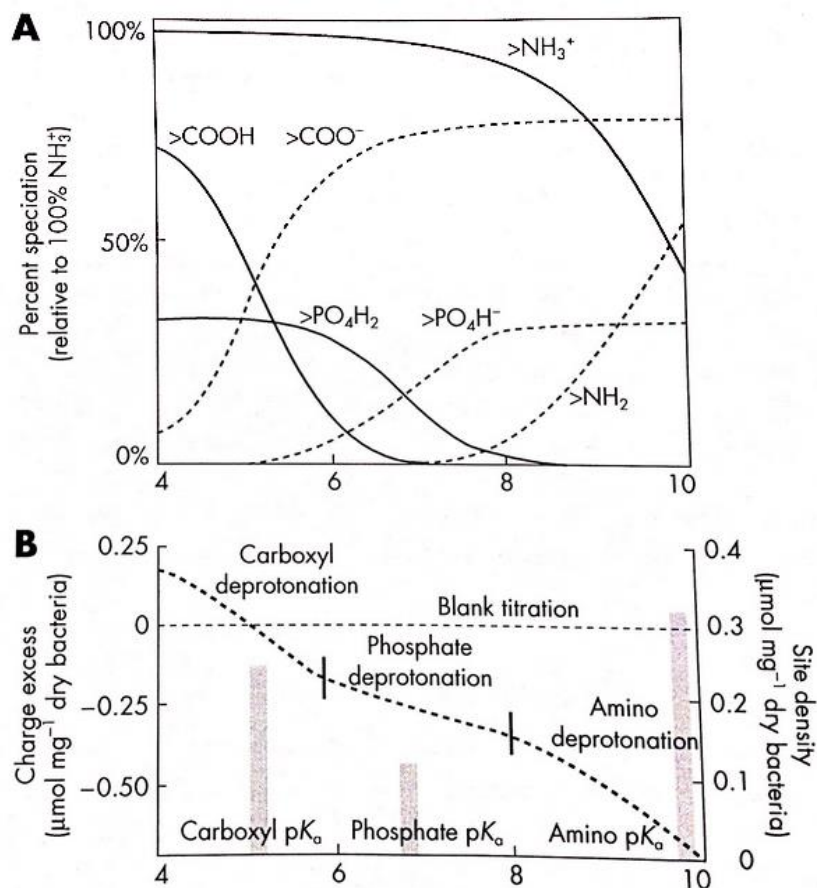 A
100%
50%
0%
Percent speciation
(relative to 100% NH₃⁺)
>NH₃⁺
>COOH
>COO⁻
>PO₄H₂
>PO₄H⁻
>NH₂
4
6
8
10
B
0.25
0
−0.25
−0.50
Charge excess
(μmol mg⁻¹ dry bacteria)
Carboxyl
deprotonation
Blank titration
Phosphate
deprotonation
Amino
deprotonation
Carboxyl pKₐ
Phosphate pKₐ
Amino pKₐ
0.4
0.3
0.2
0.1
0
Site density
(μmol mg⁻¹ dry bacteria)
4
6
8
10